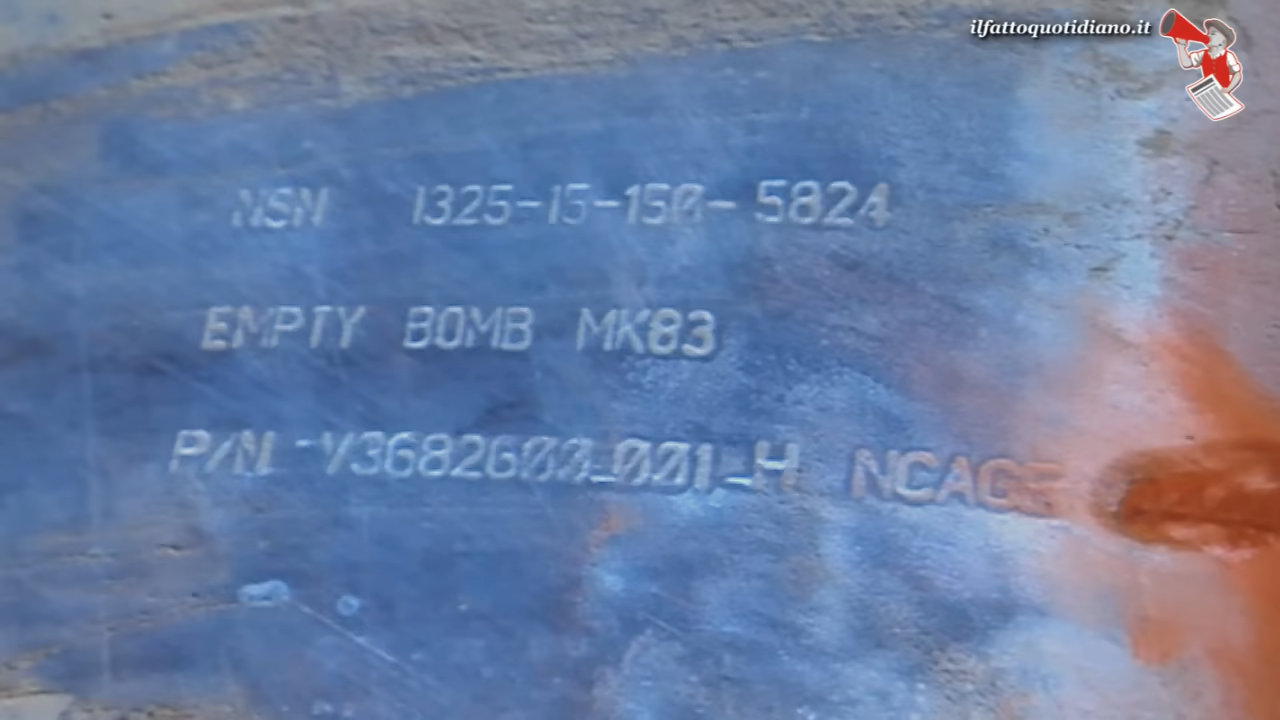 ilfattoquotidiano.it
NSN 1325-15-150-5824
EMPTY BOMB MK83
P/N -V3682600_001_H NCAGE